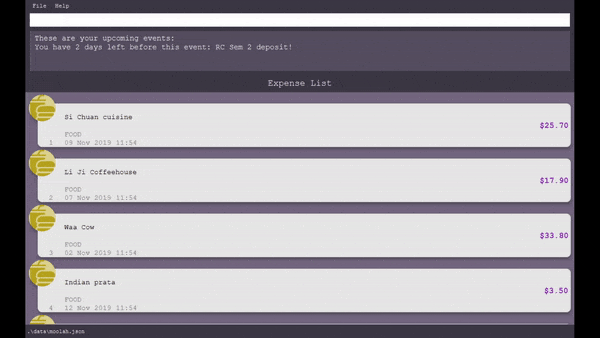 File Help
These are your upcoming events:
You have 2 days left before this event: RC Sem 2 deposit!
Expense List
Si Chuan cuisine
$25.70
FOOD
1 09 Nov 2019 11:54
Li Ji Coffeehouse
$17.90
FOOD
2 07 Nov 2019 11:54
Waa Cow
$33.80
FOOD
3 02 Nov 2019 11:54
Indian prata
$3.50
FOOD
4 12 Nov 2019 11:54
.\data\moolah.json